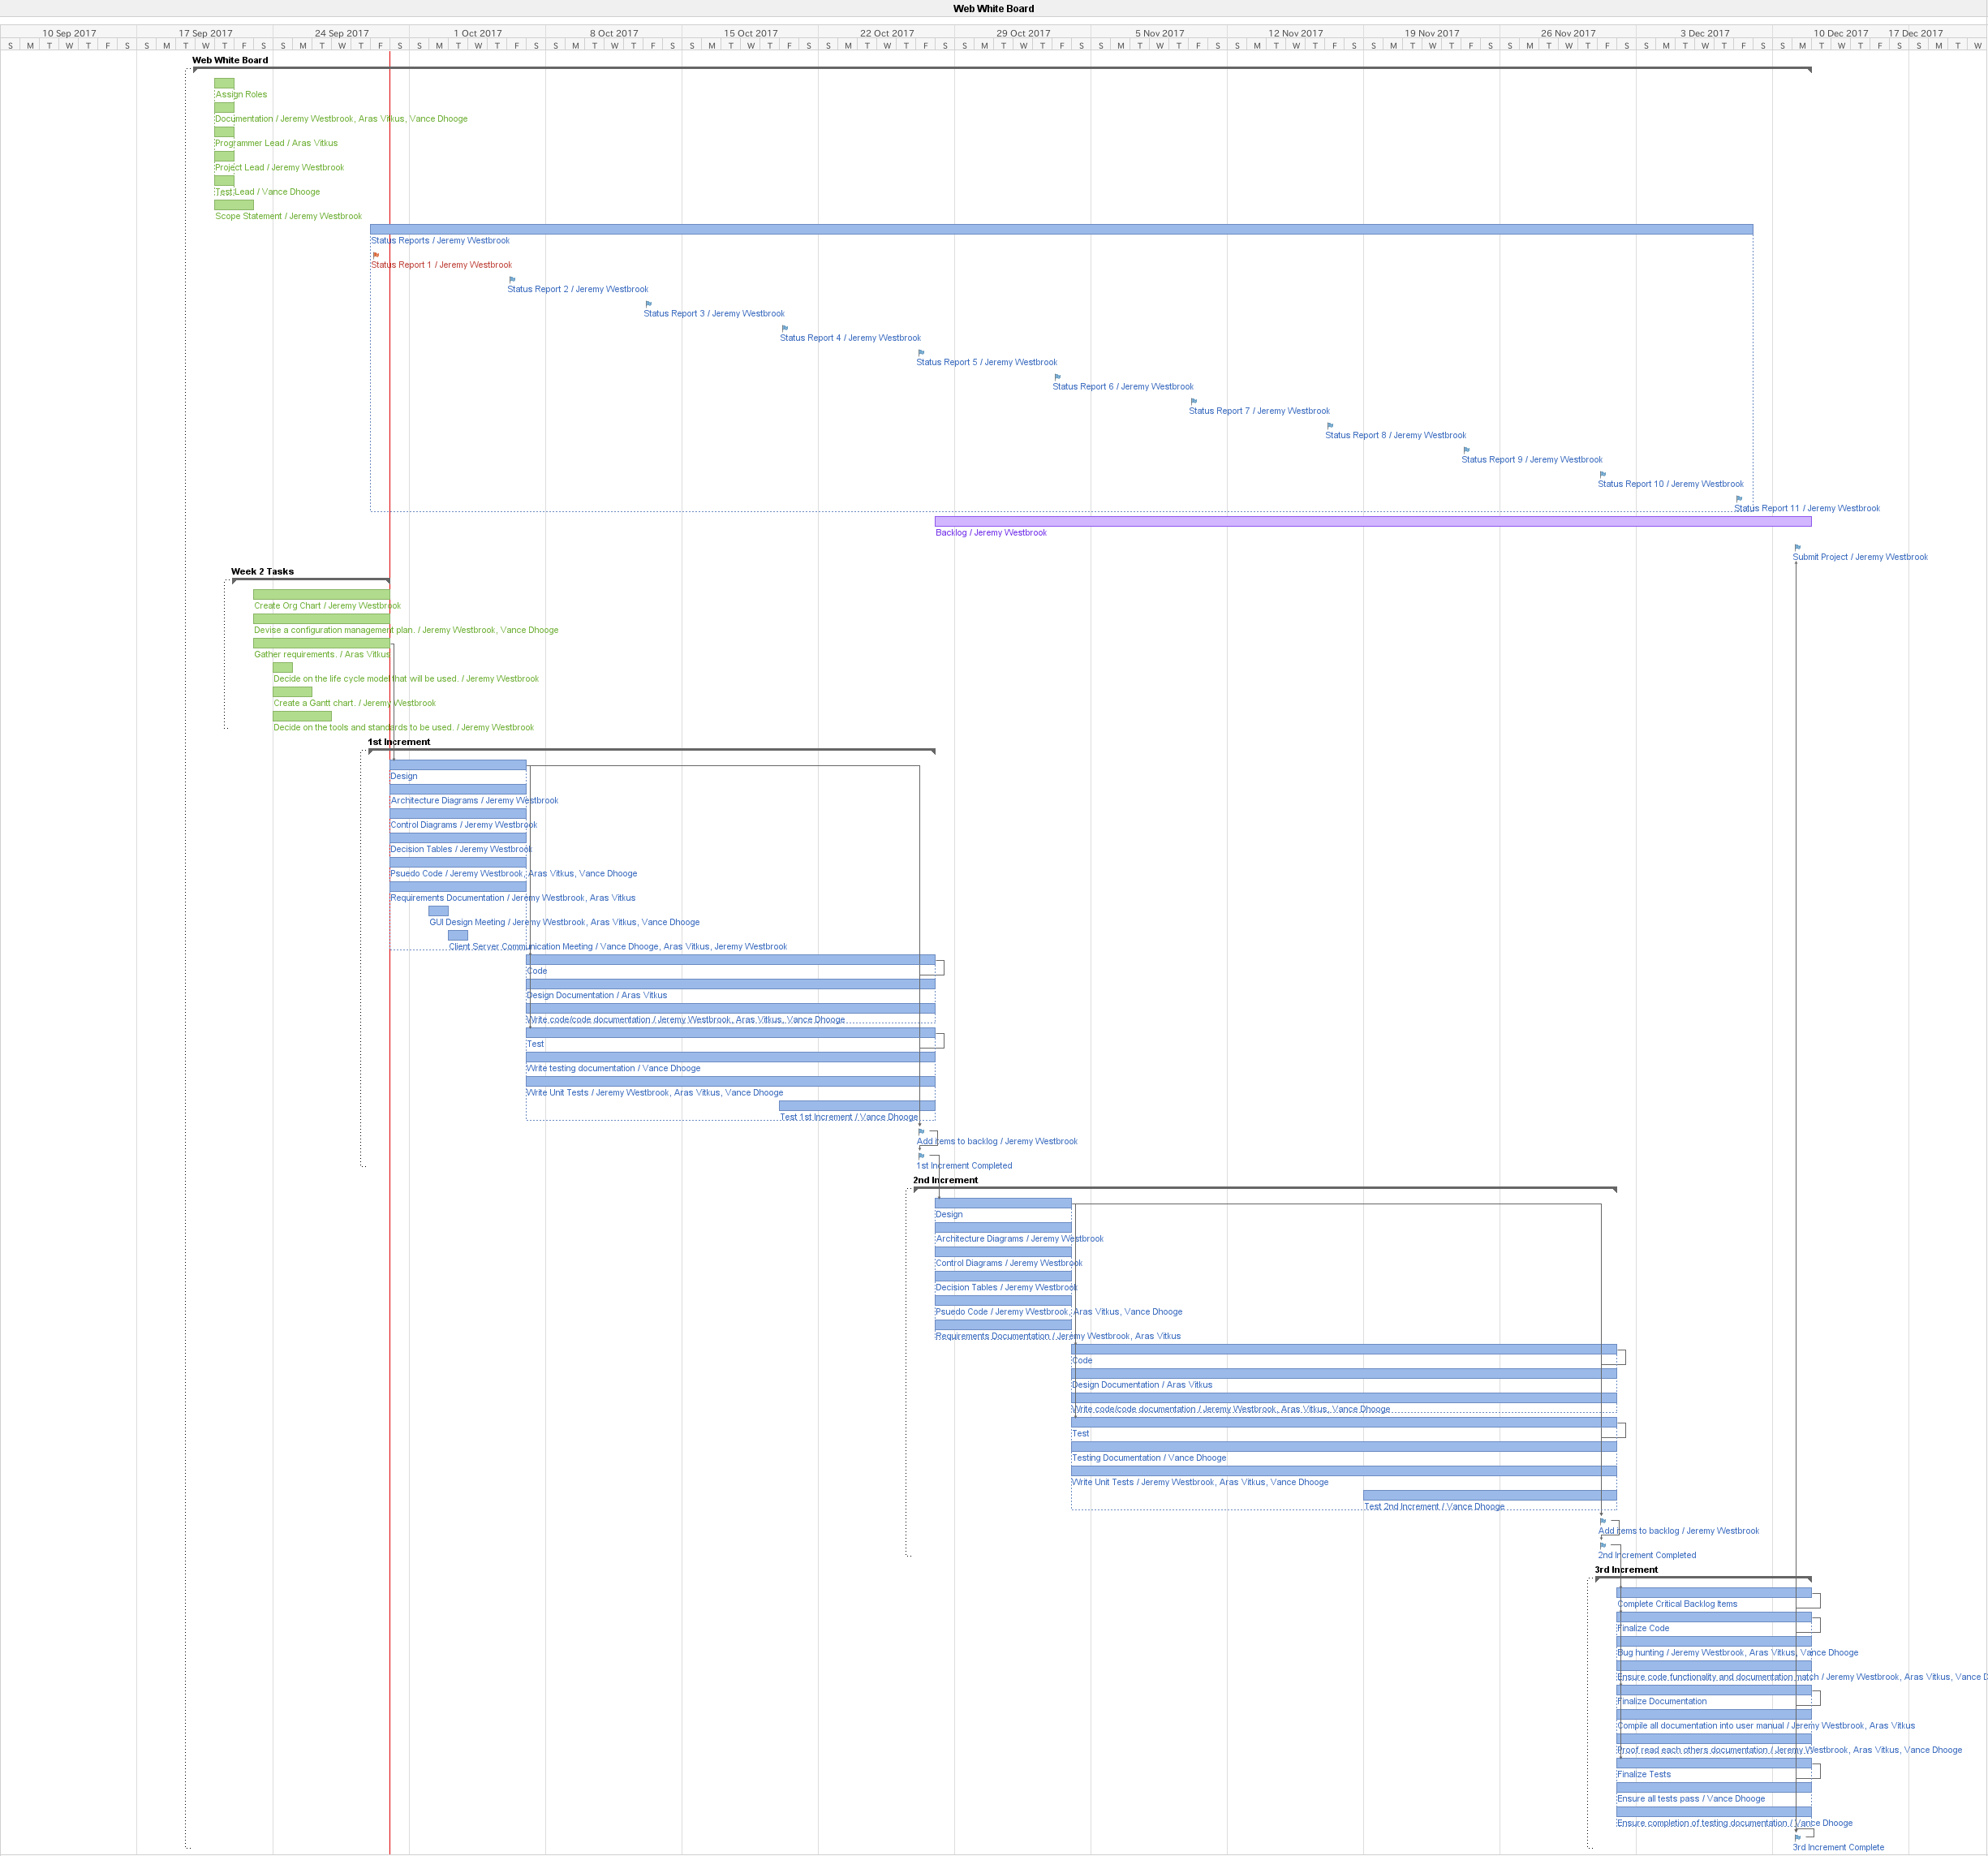 Web White Board
10 Sep 2017 17 Sep 2017 24 Sep 2017 1 Oct 2017 8 Oct 2017 15 Oct 2017 22 Oct 2017 29 Oct 2017 5 Nov 2017 12 Nov 2017 19 Nov 2017 26 Nov 2017 3 Dec 2017 10 Dec 2017 17 Dec 2017
S M T W T F S S M T W T F S S M T W T F S S M T W T F S S M T W T F S S M T W T F S S M T W T F S S M T W T F S S M T W T F S S M T W T F S S M T W T F S S M T W T F S S M T W T F S S M T W T F S S M T W
Web White Board
Assign Roles
Documentation / Jeremy Westbrook, Aras Vitkus, Vance Dhooge
Programmer Lead / Aras Vitkus
Project Lead / Jeremy Westbrook
Test Lead / Vance Dhooge
Scope Statement / Jeremy Westbrook
Status Reports / Jeremy Westbrook
Status Report 1 / Jeremy Westbrook
Status Report 2 / Jeremy Westbrook
Status Report 3 / Jeremy Westbrook
Status Report 4 / Jeremy Westbrook
Status Report 5 / Jeremy Westbrook
Status Report 6 / Jeremy Westbrook
Status Report 7 / Jeremy Westbrook
Status Report 8 / Jeremy Westbrook
Status Report 9 / Jeremy Westbrook
Status Report 10 / Jeremy Westbrook
Status Report 11 / Jeremy Westbrook
Backlog / Jeremy Westbrook
Submit Project / Jeremy Westbrook
Week 2 Tasks
Create Org Chart / Jeremy Westbrook
Devise a configuration management plan. / Jeremy Westbrook, Vance Dhooge
Gather requirements. / Aras Vitkus
Decide on the life cycle model that will be used. / Jeremy Westbrook
Create a Gantt chart. / Jeremy Westbrook
Decide on the tools and standards to be used. / Jeremy Westbrook
1st Increment
Design
Architecture Diagrams / Jeremy Westbrook
Control Diagrams / Jeremy Westbrook
Decision Tables / Jeremy Westbrook
Psuedo Code / Jeremy Westbrook, Aras Vitkus, Vance Dhooge
Requirements Documentation / Jeremy Westbrook, Aras Vitkus
GUI Design Meeting / Jeremy Westbrook, Aras Vitkus, Vance Dhooge
Client Server Communication Meeting / Vance Dhooge, Aras Vitkus, Jeremy Westbrook
Code
Design Documentation / Aras Vitkus
Write code/code documentation / Jeremy Westbrook, Aras Vitkus, Vance Dhooge
Test
Write testing documentation / Vance Dhooge
Write Unit Tests / Jeremy Westbrook, Aras Vitkus, Vance Dhooge
Test 1st Increment / Vance Dhooge
Add items to backlog / Jeremy Westbrook
1st Increment Completed
2nd Increment
Design
Architecture Diagrams / Jeremy Westbrook
Control Diagrams / Jeremy Westbrook
Decision Tables / Jeremy Westbrook
Psuedo Code / Jeremy Westbrook, Aras Vitkus, Vance Dhooge
Requirements Documentation / Jeremy Westbrook, Aras Vitkus
Code
Design Documentation / Aras Vitkus
Write code/code documentation / Jeremy Westbrook, Aras Vitkus, Vance Dhooge
Test
Testing Documentation / Vance Dhooge
Write Unit Tests / Jeremy Westbrook, Aras Vitkus, Vance Dhooge
Test 2nd Increment / Vance Dhooge
Add items to backlog / Jeremy Westbrook
2nd Increment Completed
3rd Increment
Complete Critical Backlog Items
Finalize Code
Bug hunting / Jeremy Westbrook, Aras Vitkus, Vance Dhooge
Ensure code functionality and documentation match / Jeremy Westbrook, Aras Vitkus, Vance
Finalize Documentation
Compile all documentation into user manual / Jeremy Westbrook, Aras Vitkus
Proof read each others documentation / Jeremy Westbrook, Aras Vitkus, Vance Dhooge
Finalize Tests
Ensure all tests pass / Vance Dhooge
Ensure completion of testing documentation / Vance Dhooge
3rd Increment Complete